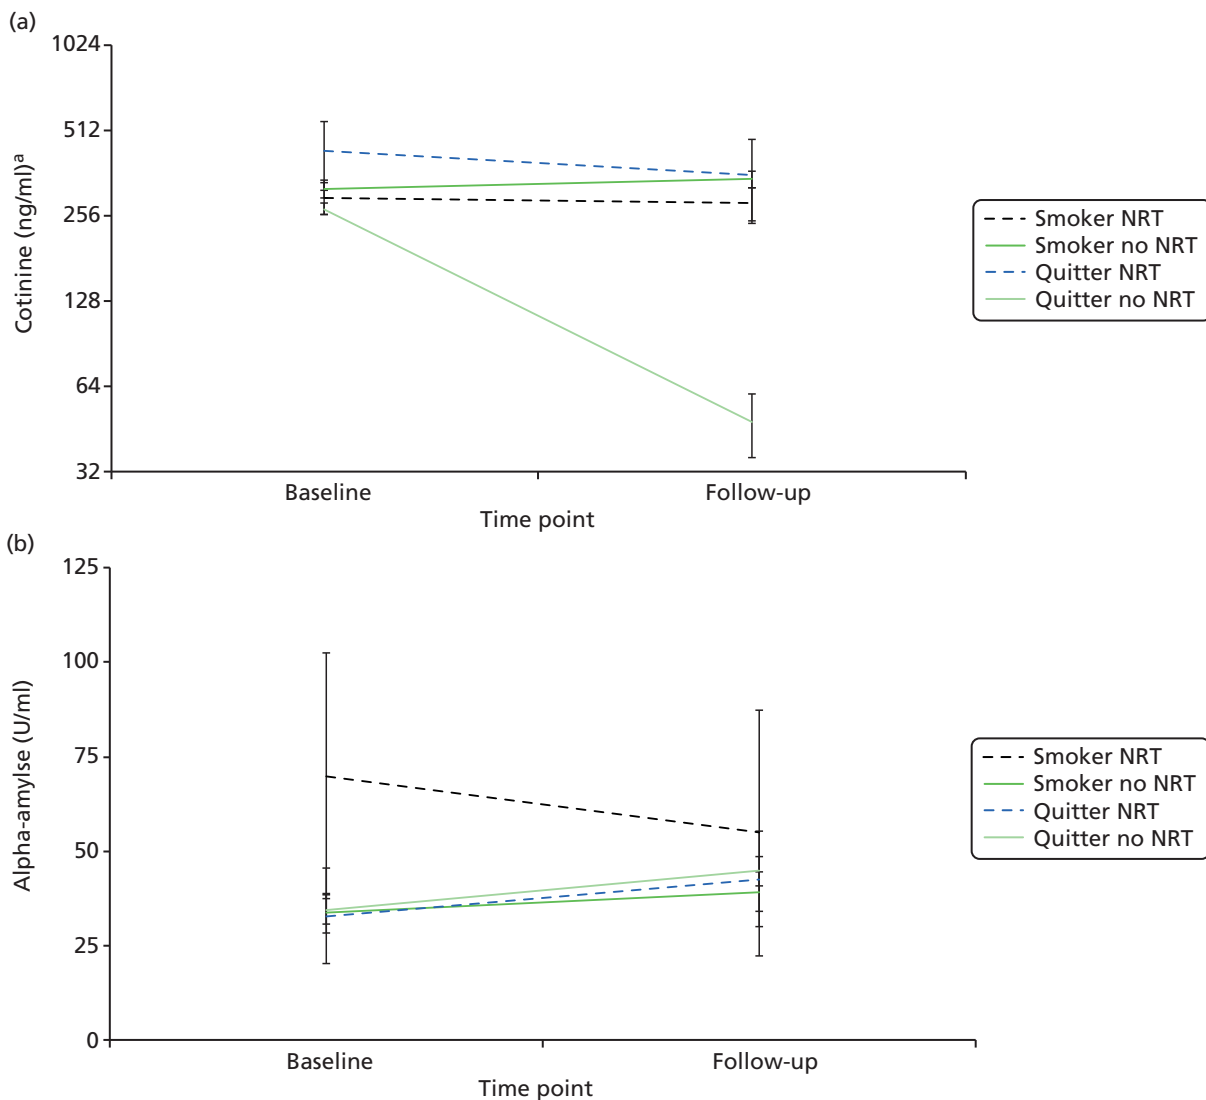 (a)
1024
512
256
128
64
32
Cotinine (ng/ml)ᵃ
Baseline
Follow-up
Time point
Smoker NRT
Smoker no NRT
Quitter NRT
Quitter no NRT
(b)
125
100
75
50
25
0
Alpha-amylse (U/ml)
Baseline
Follow-up
Time point
Smoker NRT
Smoker no NRT
Quitter NRT
Quitter no NRT